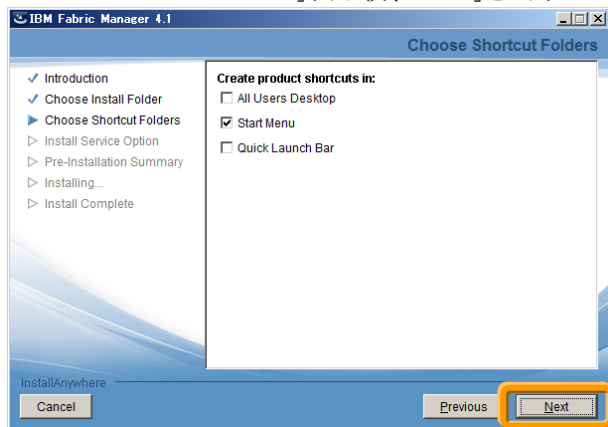 IBM Fabric Manager 4.1
Choose Shortcut Folders
Introduction
Choose Install Folder
Choose Shortcut Folders
Install Service Option
Pre-Installation Summary
Installing...
Install Complete
Create product shortcuts in:
All Users Desktop
Start Menu
Quick Launch Bar
InstallAnywhere
Cancel
Previous
Next